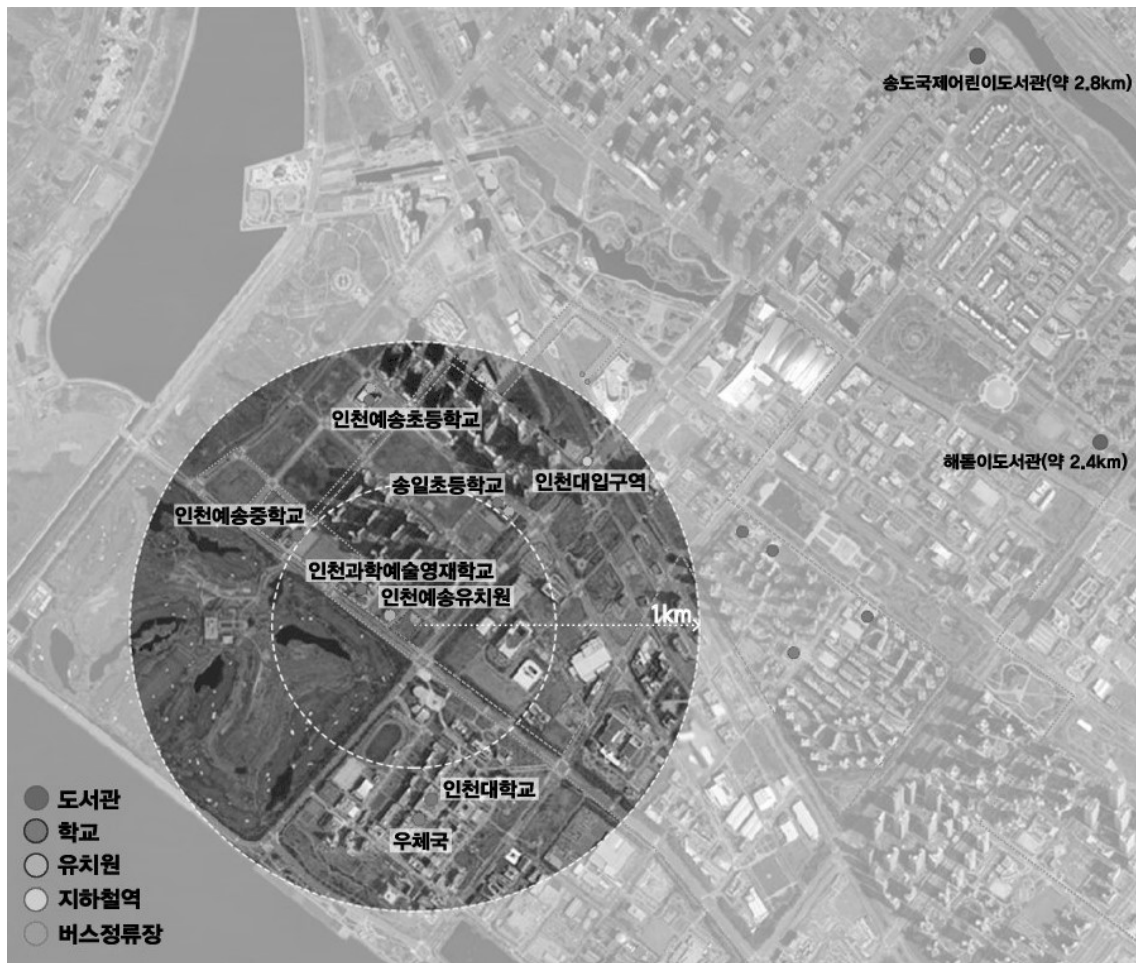 송도국제어린이도서관(약 2.8km)
인천예송초등학교
해돋이도서관(약 2.4km)
송일초등학교
인천대입구역
인천예송중학교
인천과학예술영재학교
인천예송유치원
1km
인천대학교
우체국
도서관
학교
유치원
지하철역
버스정류장